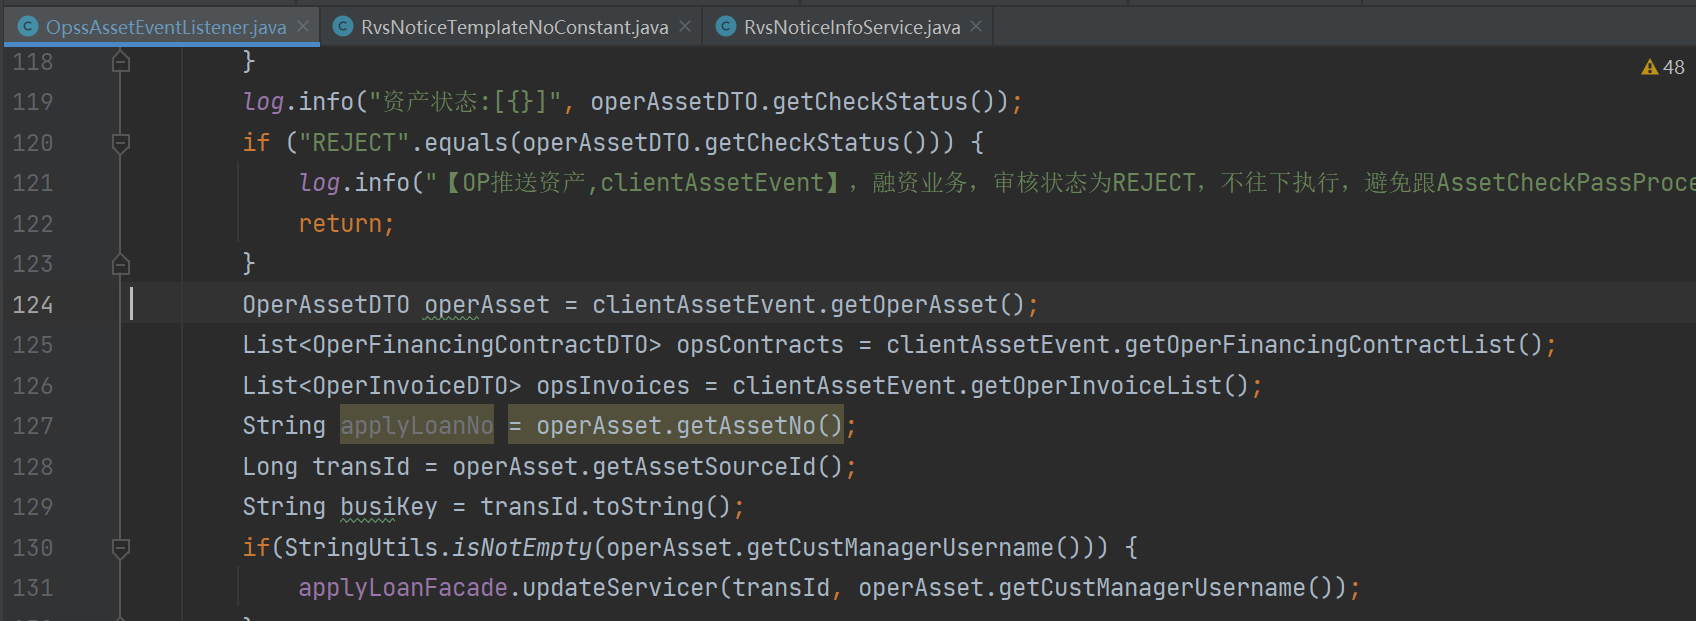 OpssAssetEventListener.java
RvsNoticeTemplateNoConstant.java
RvsNoticeInfoService.java
48
118 }
119 log.info("资产状态:[{}]", operAssetDTO.getCheckStatus());
120 if ("REJECT".equals(operAssetDTO.getCheckStatus())) {
121 log.info("【OP推送资产,clientAssetEvent】，融资业务，审核状态为REJECT，不往下执行，避免跟AssetCheckPassProce
122 return;
123 }
124 OperAssetDTO operAsset = clientAssetEvent.getOperAsset();
125 List<OperFinancingContractDTO> opsContracts = clientAssetEvent.getOperFinancingContractList();
126 List<OperInvoiceDTO> opsInvoices = clientAssetEvent.getOperInvoiceList();
127 String applyLoanNo = operAsset.getAssetNo();
128 Long transId = operAsset.getAssetSourceId();
129 String busiKey = transId.toString();
130 if(StringUtils.isNotEmpty(operAsset.getCustManagerUsername())) {
131 applyLoanFacade.updateServicer(transId, operAsset.getCustManagerUsername());